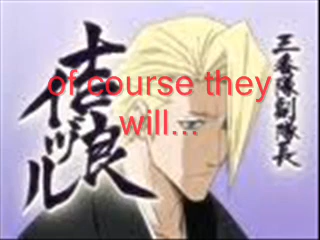 三番隊副隊長
吉良
イヅル
of course they
will...